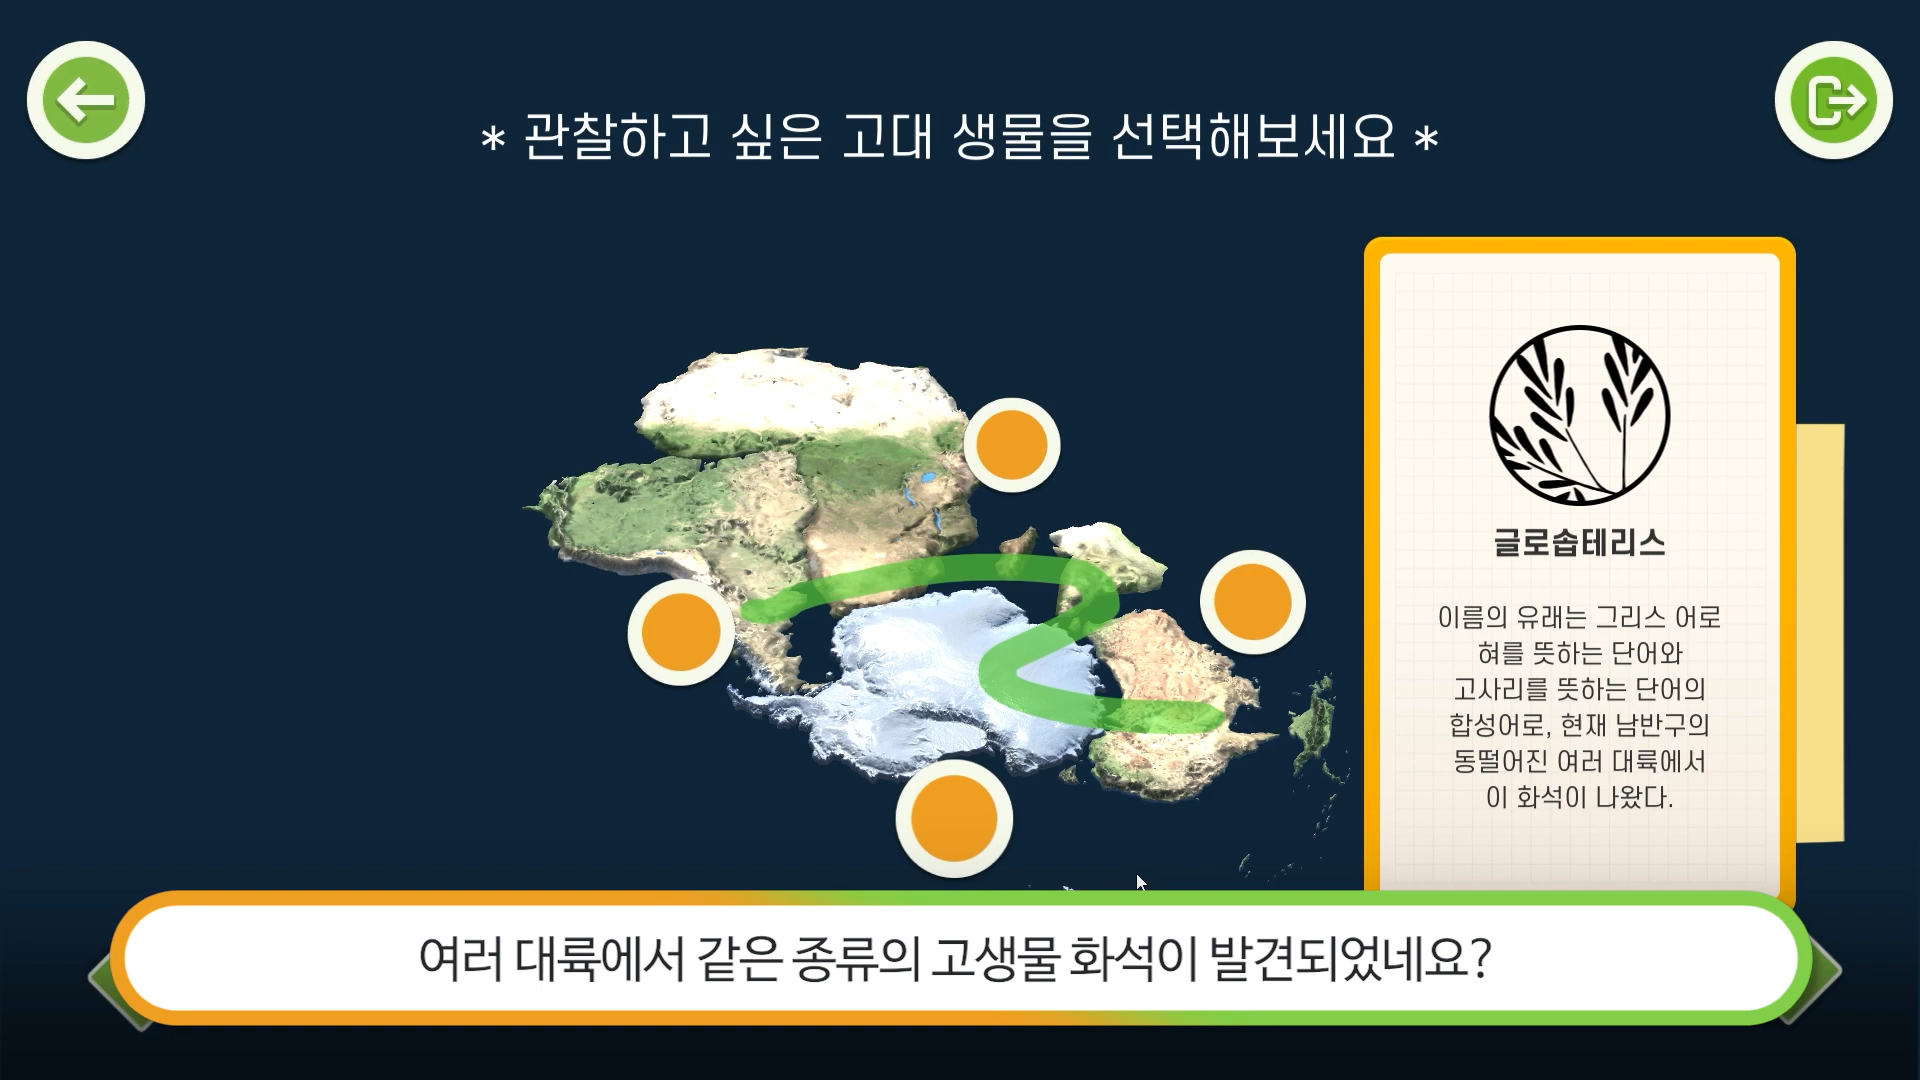 * 관찰하고 싶은 고대 생물을 선택해보세요 *
글로솝테리스
이름의 유래는 그리스 어로
혀를 뜻하는 단어와
고사리를 뜻하는 단어의
합성어로, 현재 남반구의
동떨어진 여러 대륙에서
이 화석이 나왔다.
여러 대륙에서 같은 종류의 고생물 화석이 발견되었네요?